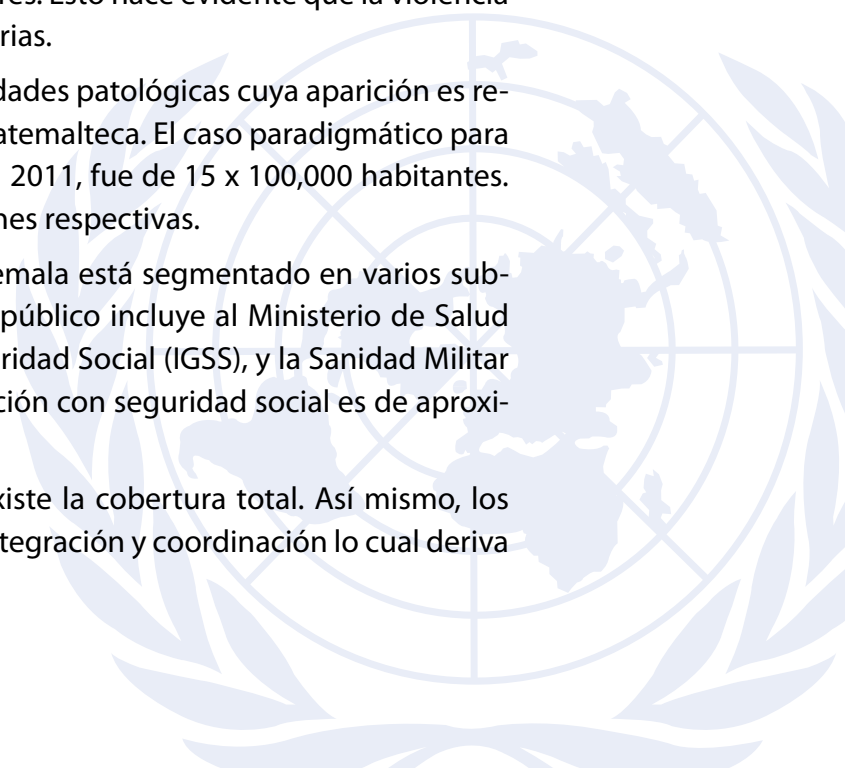 res. Esto hace evidente que la violencia
rias.
dades patológicas cuya aparición es re-
atemalteca. El caso paradigmático para
2011, fue de 15 x 100,000 habitantes.
nes respectivas.
emala está segmentado en varios sub-
público incluye al Ministerio de Salud
ridad Social (IGSS), y la Sanidad Militar
ción con seguridad social es de aproxi-
xiste la cobertura total. Así mismo, los
tegración y coordinación lo cual deriva